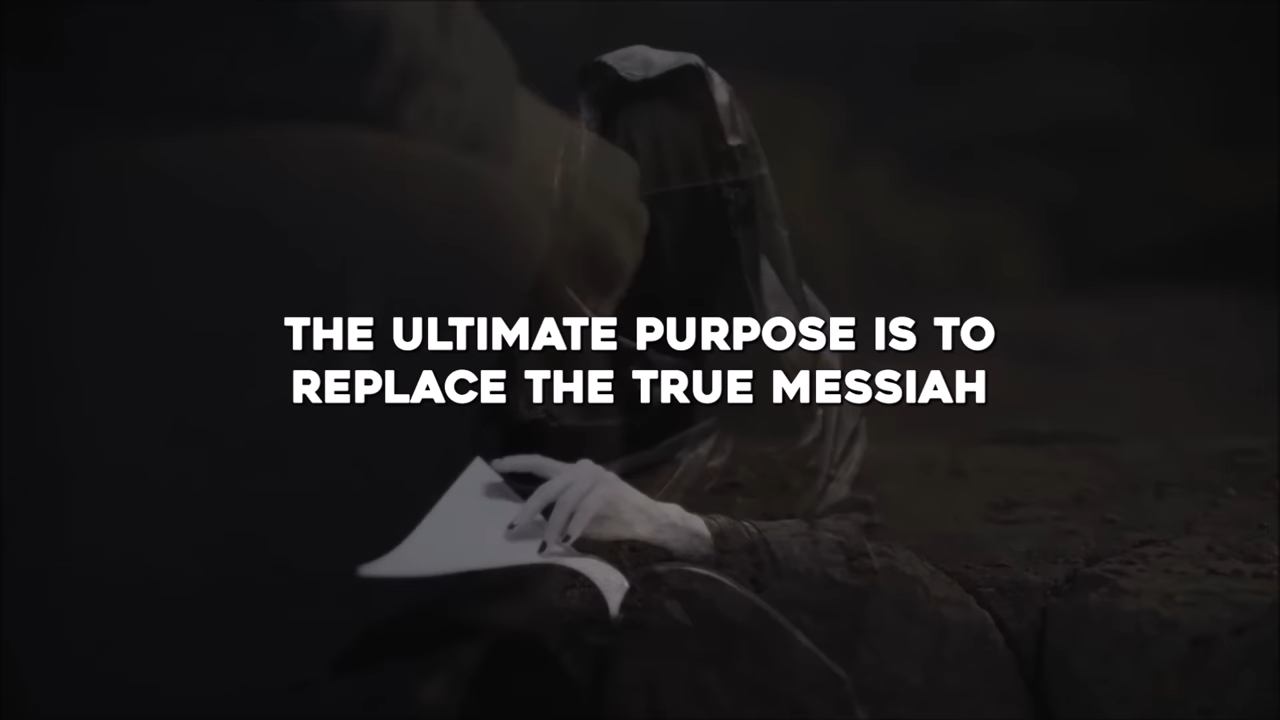 THE ULTIMATE PURPOSE IS TO
REPLACE THE TRUE MESSIAH